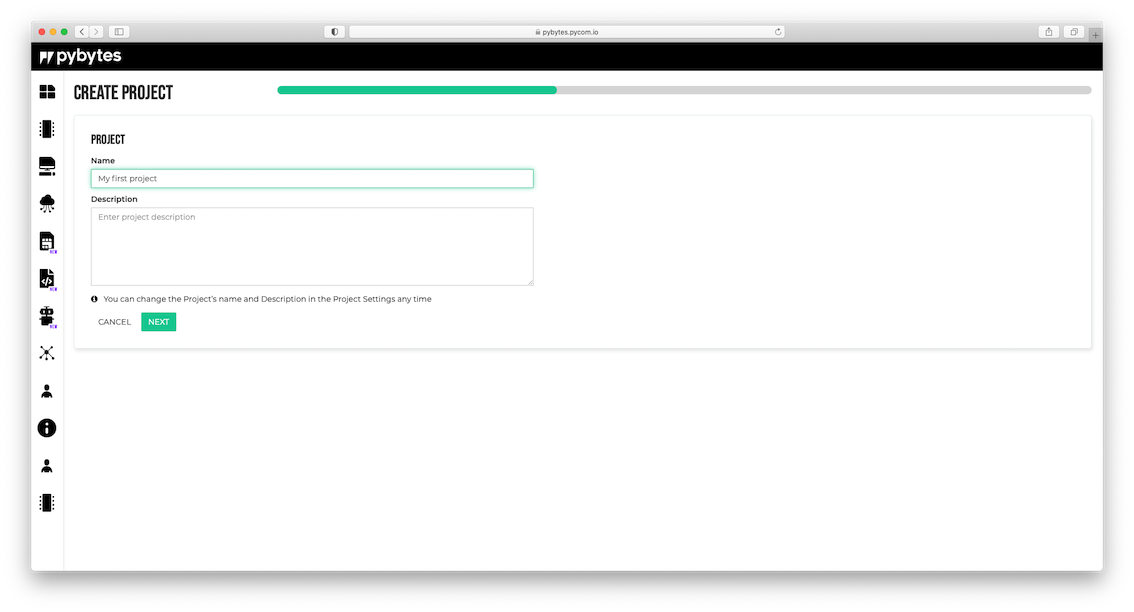 pybytes.pycom.io
pybytes
CREATE PROJECT
PROJECT
Name
My first project
Description
Enter project description
You can change the Project's name and Description in the Project Settings any time
CANCEL NEXT